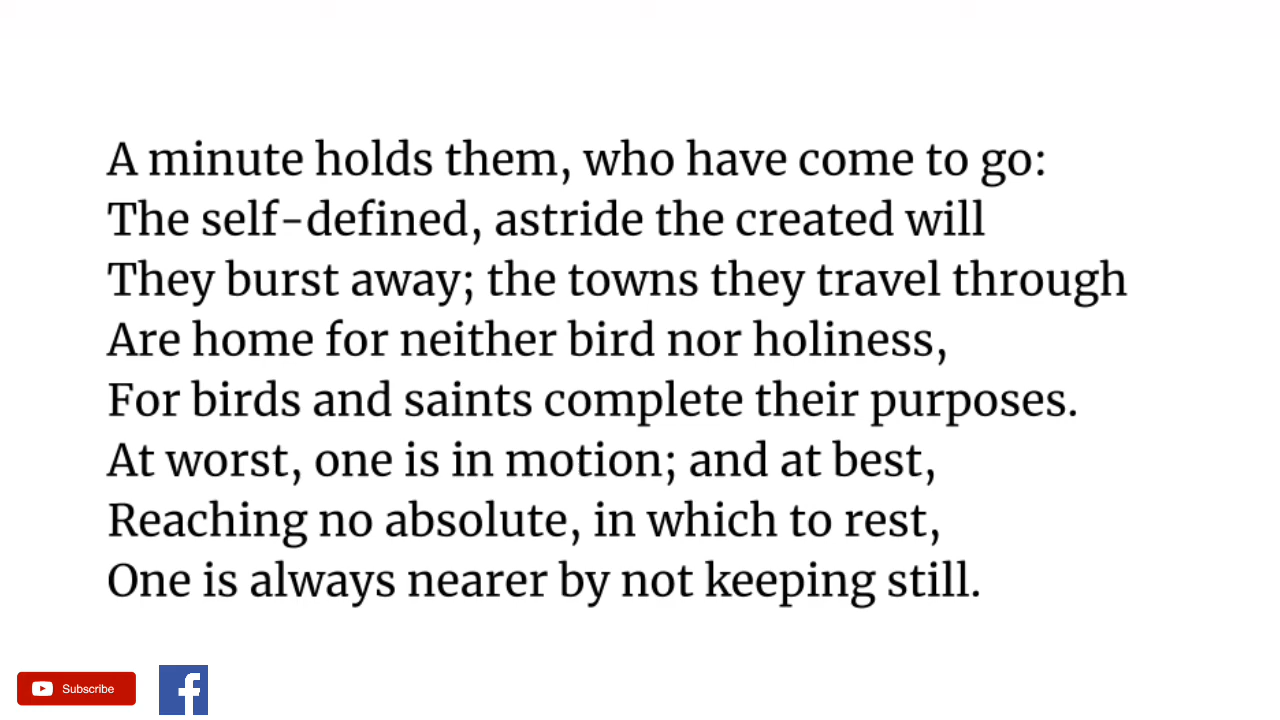 A minute holds them, who have come to go:
The self-defined, astride the created will
They burst away; the towns they travel through
Are home for neither bird nor holiness,
For birds and saints complete their purposes.
At worst, one is in motion; and at best,
Reaching no absolute, in which to rest,
One is always nearer by not keeping still.
Subscribe